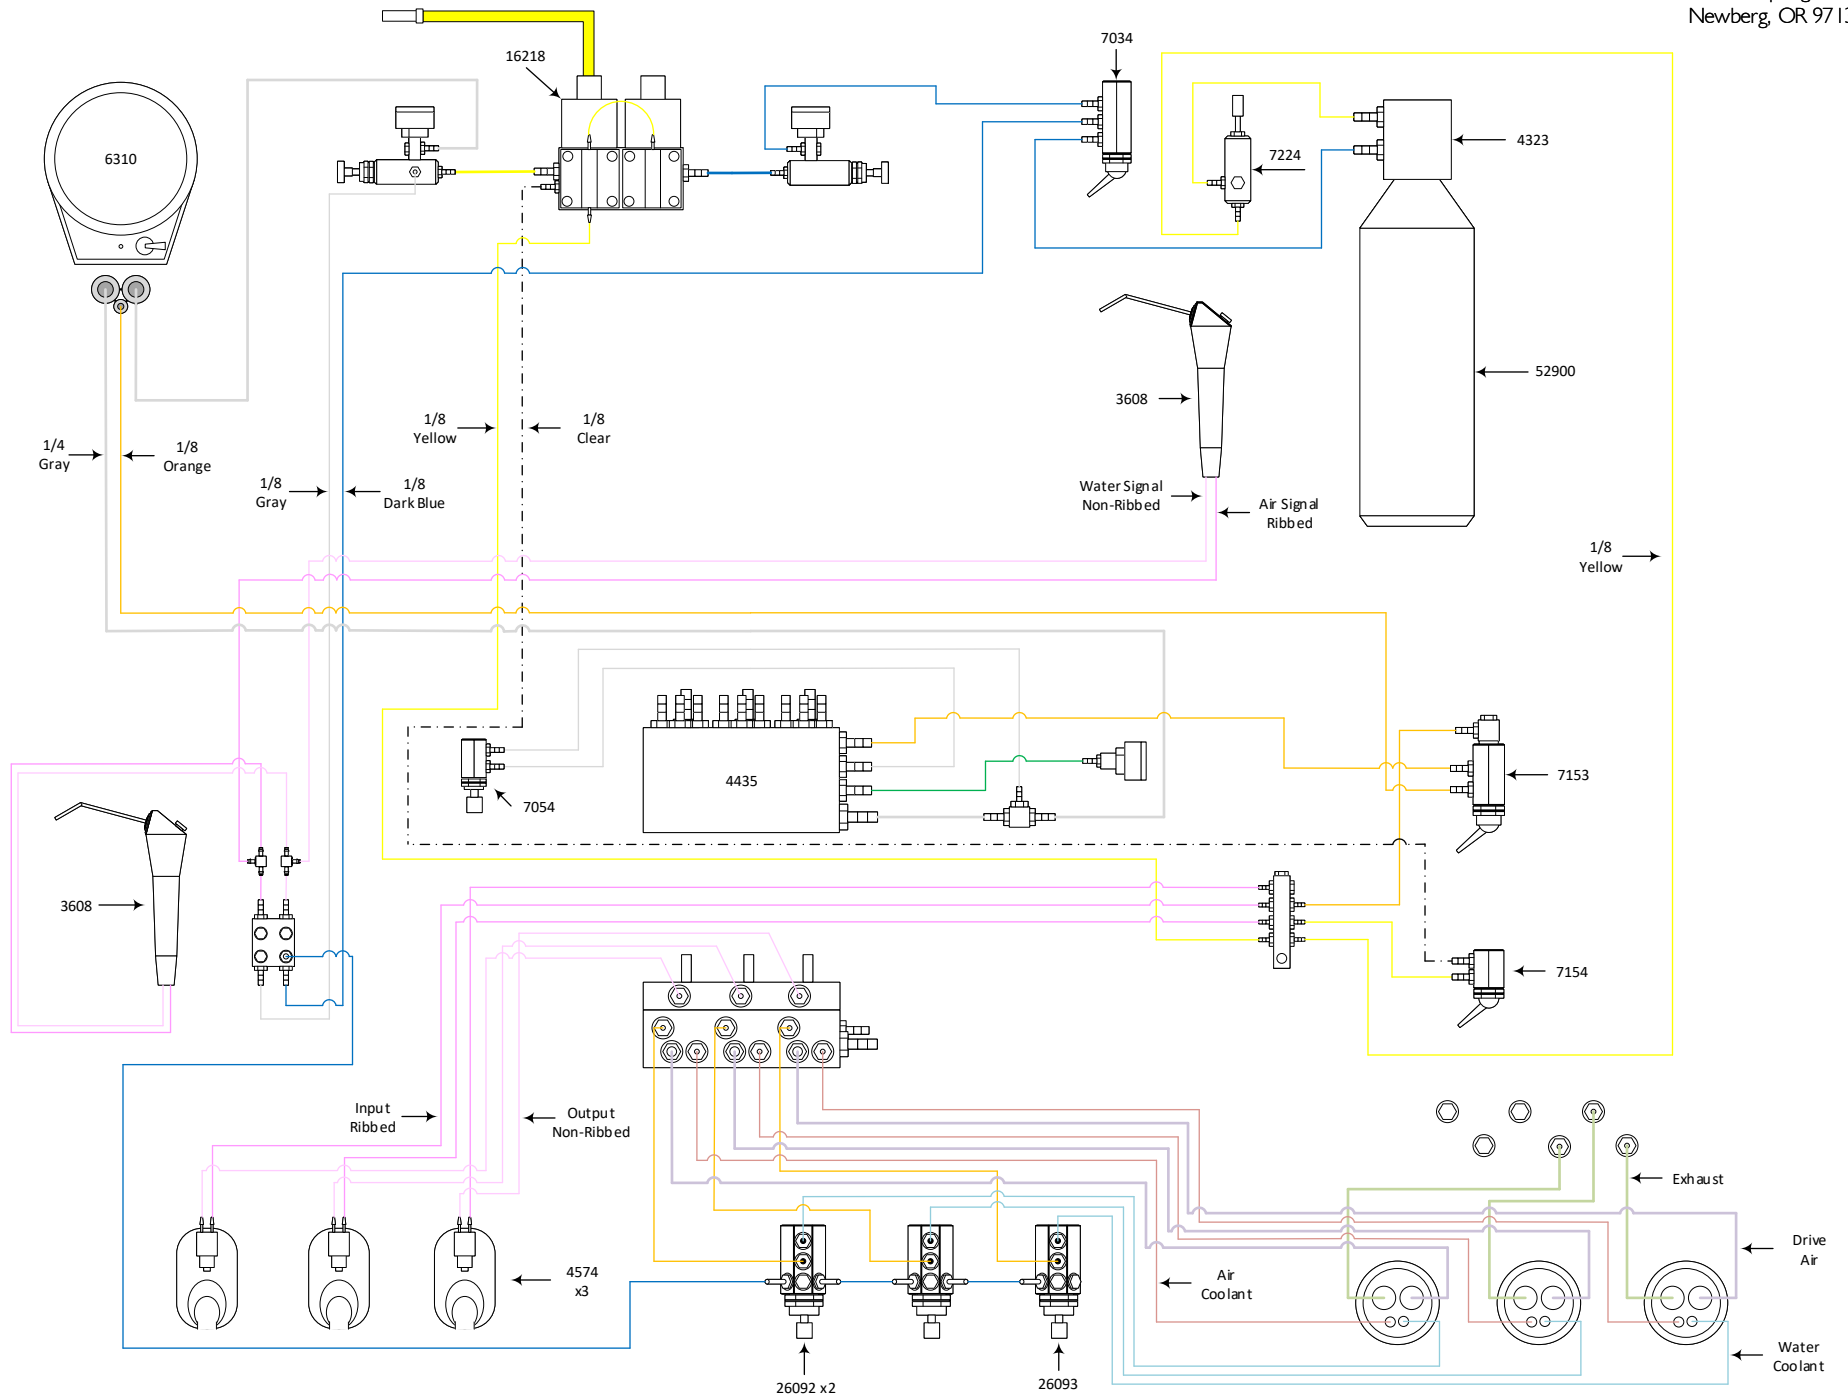 Newberg, OR 9713
16218
7034
6310
7224
4323
52900
3608
1/8
Yellow
1/8
Clear
1/4
Gray
1/8
Orange
1/8
Gray
1/8
Dark Blue
Water Signal
Non-Ribbed
Air Signal
Ribbed
1/8
Yellow
4435
7054
7153
3608
7154
Input
Ribbed
Output
Non-Ribbed
Exhaust
Drive
Air
4574
x3
Air
Coolant
Water
Coolant
26092 x2
26093